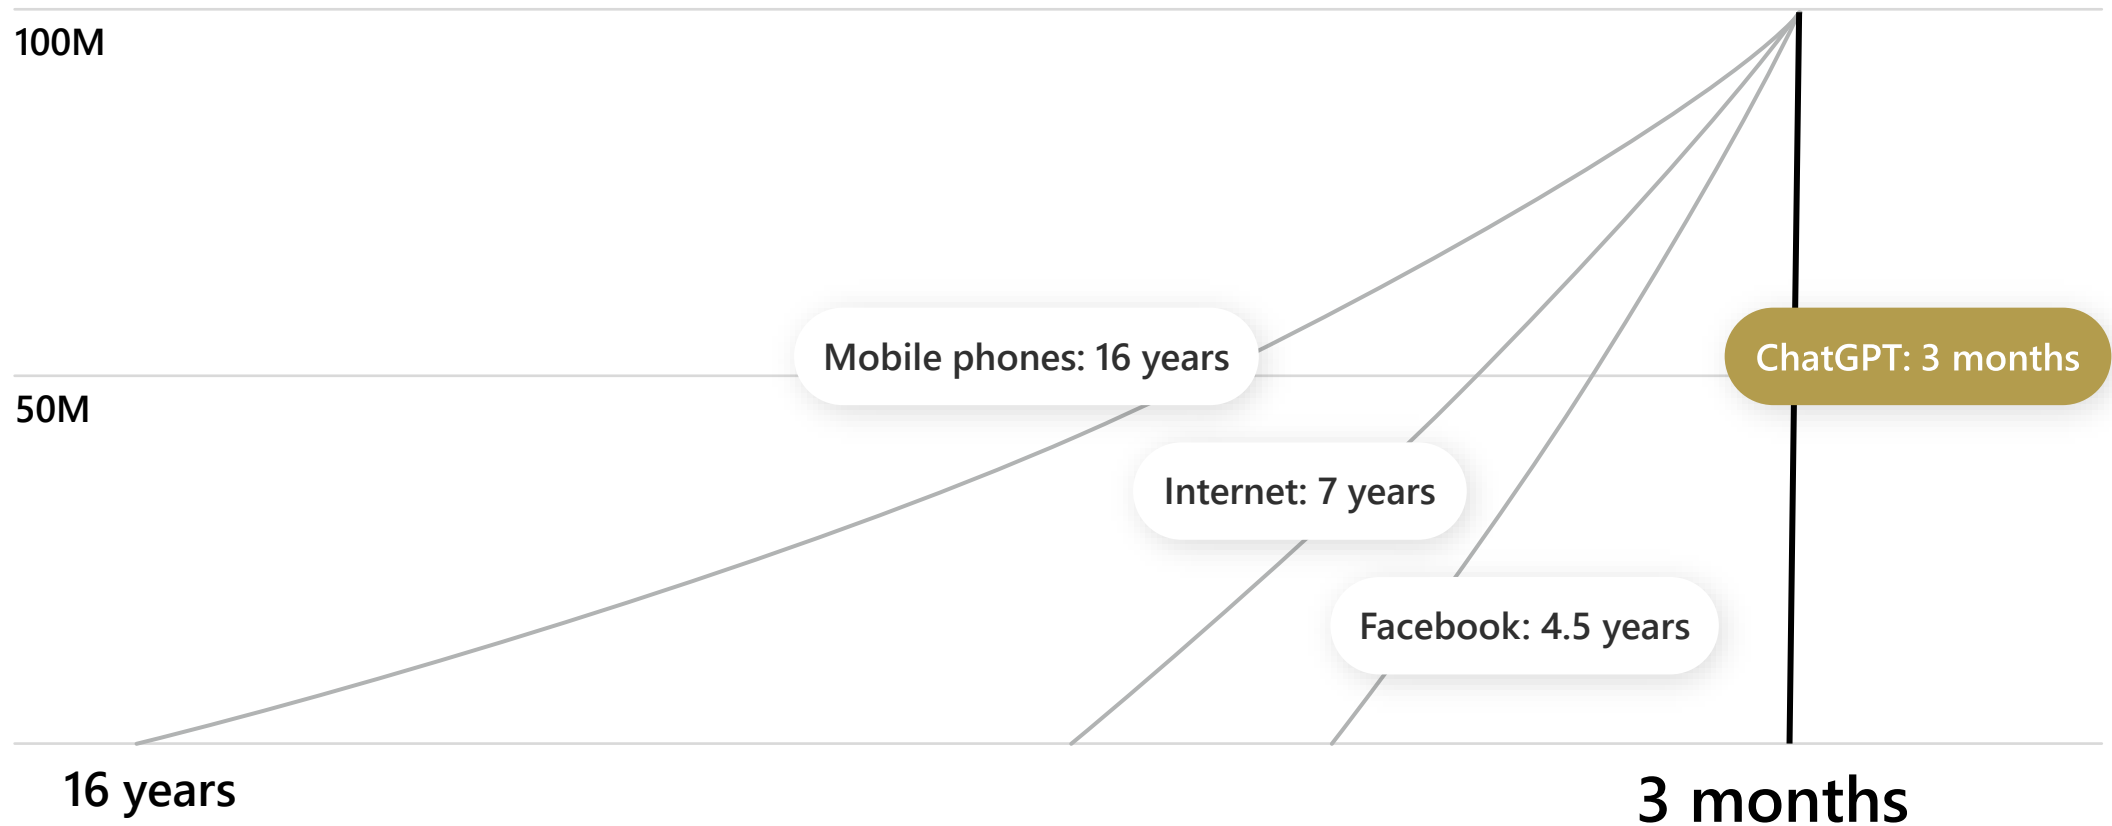 100M
Mobile phones: 16 years
ChatGPT: 3 months
50M
Internet: 7 years
Facebook: 4.5 years
16 years
3 months